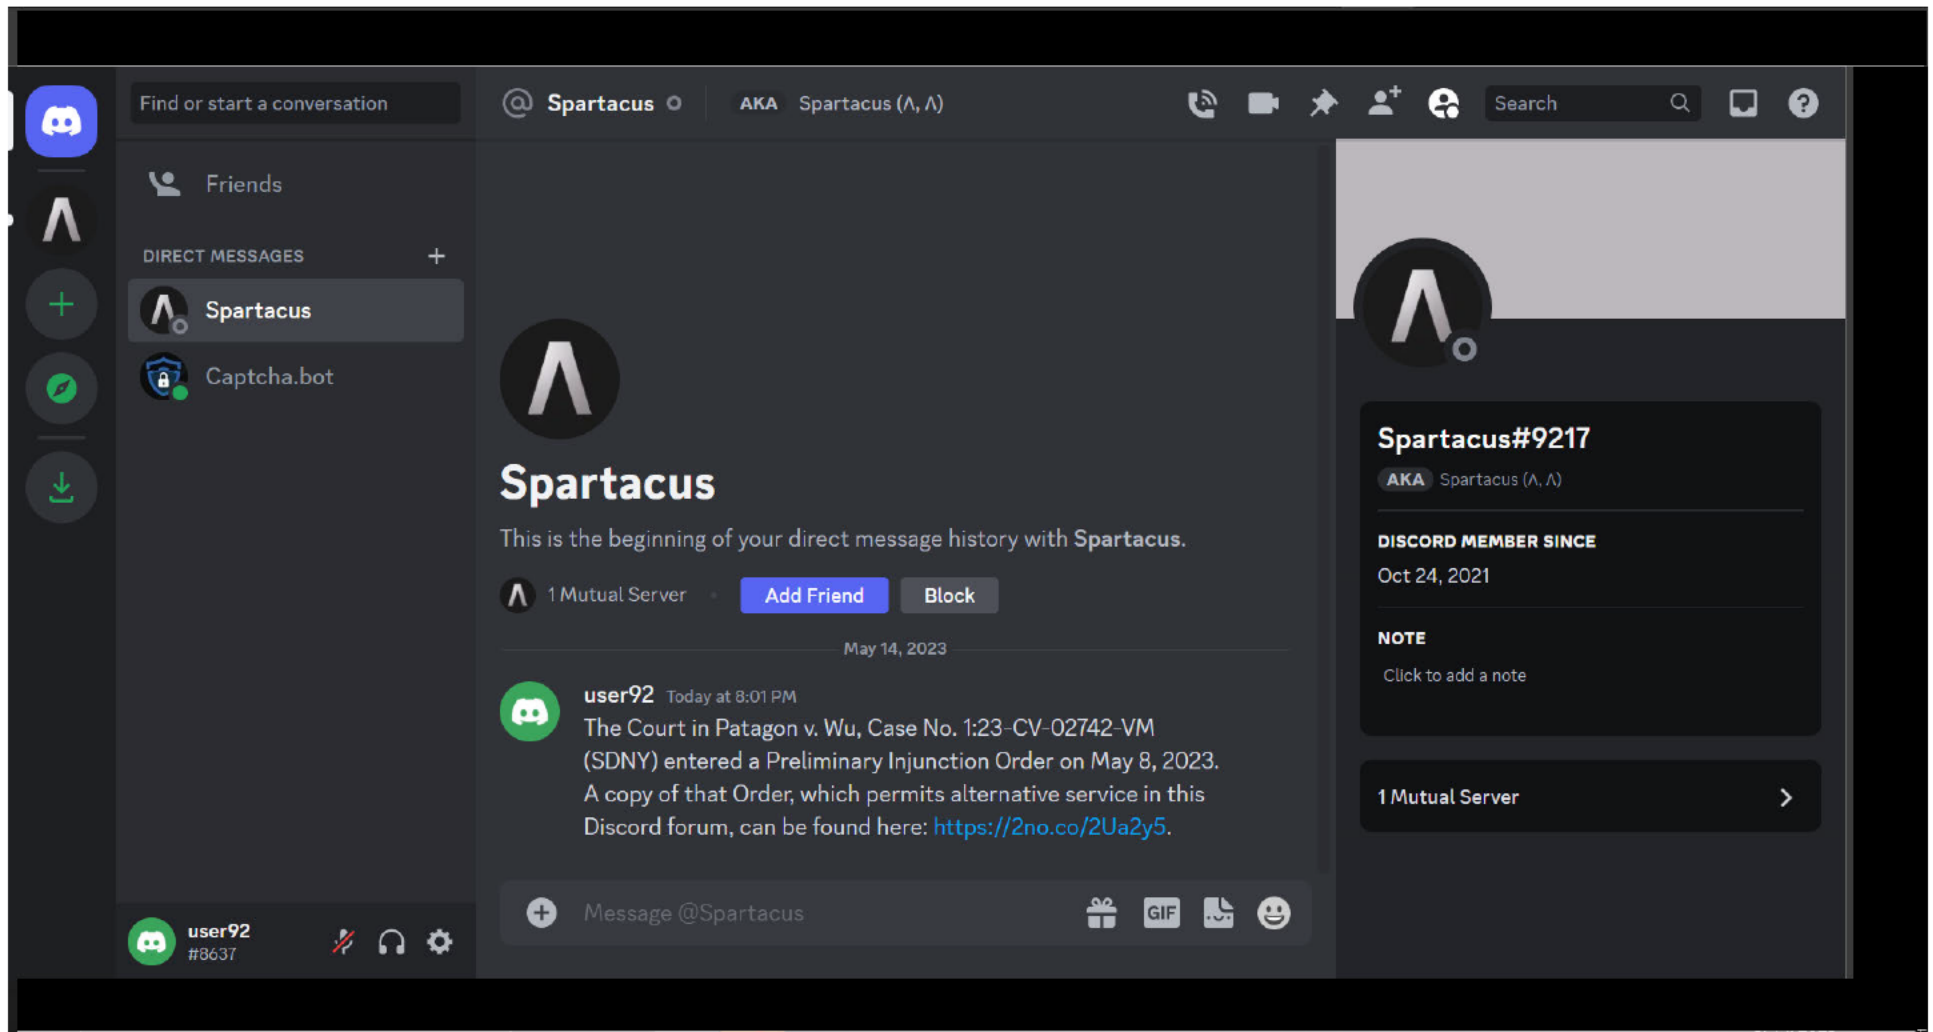 Find or start a conversation
Friends
DIRECT MESSAGES
Spartacus
Captcha.bot
user92
#8637
Spartacus
AKA Spartacus (Λ, Λ)
Search
Spartacus
This is the beginning of your direct message history with Spartacus.
1 Mutual Server
Add Friend
Block
May 14, 2023
user92 Today at 8:01 PM
The Court in Patagon v. Wu, Case No. 1:23-CV-02742-VM
(SDNY) entered a Preliminary Injunction Order on May 8, 2023.
A copy of that Order, which permits alternative service in this
Discord forum, can be found here: https://2no.co/2Ua2y5.
Message @Spartacus
GIF
Spartacus#9217
AKA Spartacus (Λ, Λ)
DISCORD MEMBER SINCE
Oct 24, 2021
NOTE
Click to add a note
1 Mutual Server